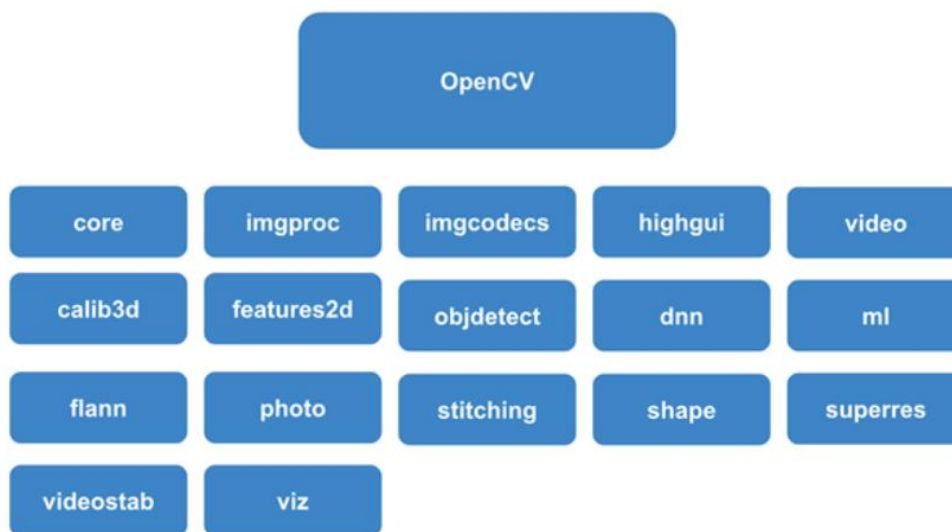 OpenCV
core imgproc imgcodecs highgui video
calib3d features2d objdetect dnn ml
flann photo stitching shape superres
videostab viz